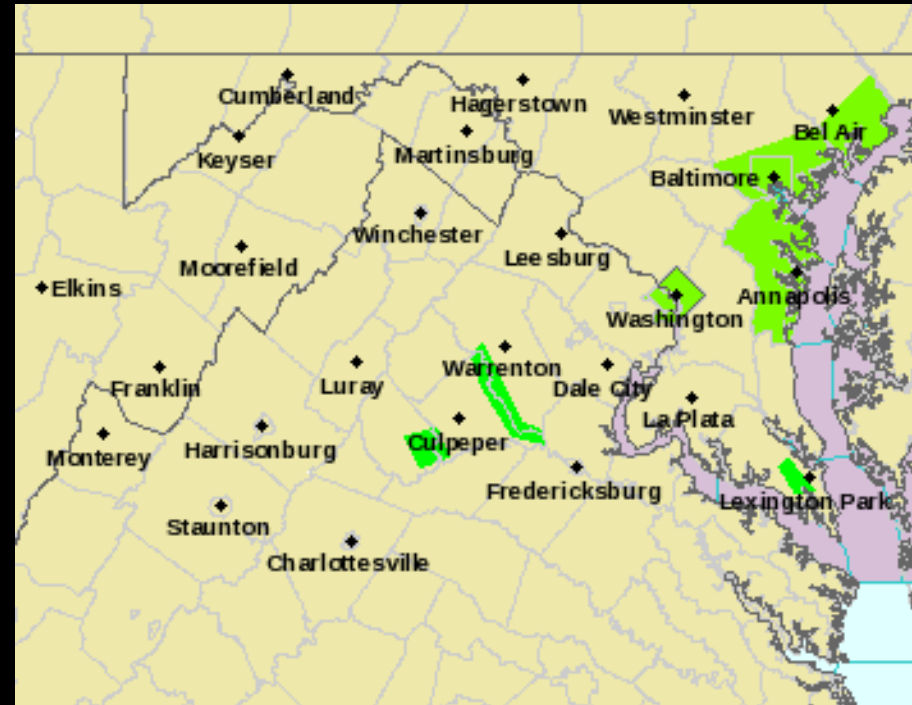 Cumberland
Hagerstown
Westminster
Bel Air
Keyser
Martinsburg
Baltimore
Winchester
Leesburg
Moorefield
Elkins
Annapolis
Washington
Warrenton
Franklin
Luray
Dale City
La Plata
Monterey
Harrisonburg
Culpeper
Fredericksburg
Lexington Park
Staunton
Charlottesville